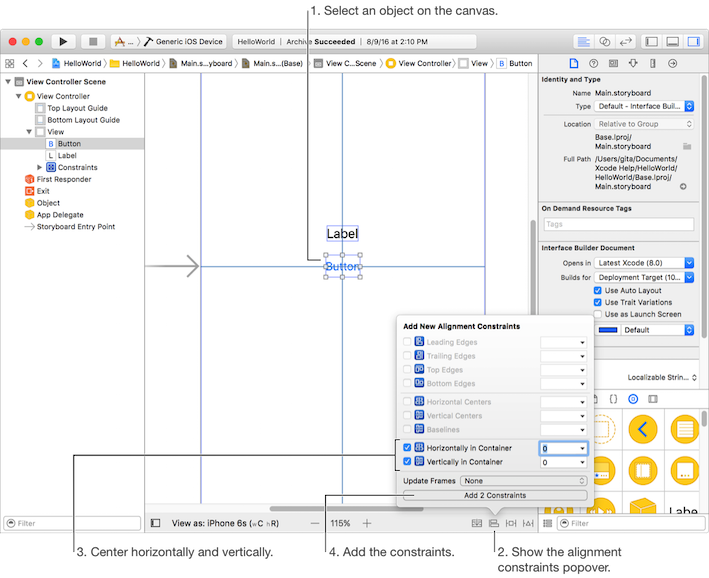 1. Select an object on the canvas.
Generic iOS Device
HelloWorld | Archive Succeeded | 8/9/16 at 2:10 PM
HelloWorld
HelloWorld
Main.s...yboard
Main.s...(Base)
View C...Scene
View Controller
View
B Button
View Controller Scene
View Controller
Top Layout Guide
Bottom Layout Guide
View
B Button
L Label
Constraints
First Responder
Exit
Object
App Delegate
Storyboard Entry Point
Filter
Label
Button
Identity and Type
Name Main.storyboard
Type Default - Interface Buil...
Location Relative to Group
Base.lproj/
Main.storyboard
Full Path /Users/gita/Documents/
Xcode Help/HelloWorld/
HelloWorld/Base.lproj/
Main.storyboard
On Demand Resource Tags
Tags
Interface Builder Document
Opens in Latest Xcode (8.0)
Builds for Deployment Target (10...
Use Auto Layout
Use Trait Variations
Use as Launch Screen
Default
Localizable Strin...
Label
Filter
Add New Alignment Constraints
Leading Edges
Trailing Edges
Top Edges
Bottom Edges
Horizontal Centers
Vertical Centers
Baselines
Horizontally in Container 0
Vertically in Container 0
Update Frames None
Add 2 Constraints
View as: iPhone 6s (wC hR)
115%
3. Center horizontally and vertically.
4. Add the constraints.
2. Show the alignment
constraints popover.